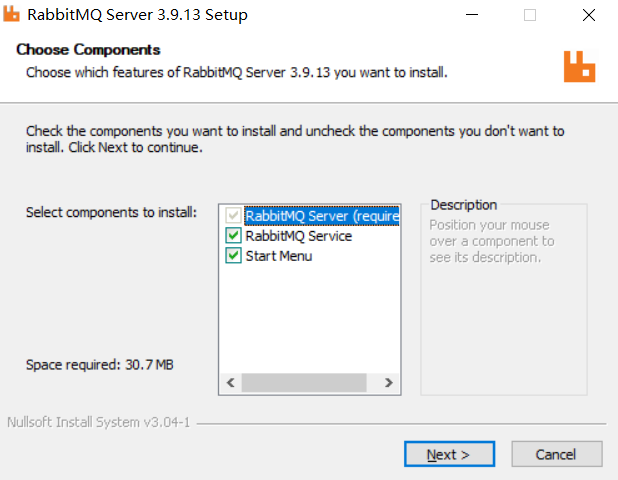 RabbitMQ Server 3.9.13 Setup
Choose Components
Choose which features of RabbitMQ Server 3.9.13 you want to install.
Check the components you want to install and uncheck the components you don't want to
install. Click Next to continue.
Select components to install:
RabbitMQ Server (require
RabbitMQ Service
Start Menu
Description
Position your mouse
over a component to
see its description.
Space required: 30.7 MB
Nullsoft Install System v3.04-1
Next >
Cancel